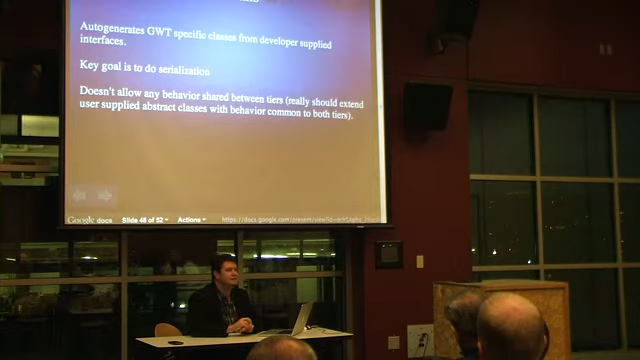 Autogenerates GWT specific classes from developer supplied
interfaces.
Key goal is to do serialization
Doesn't allow any behavior shared between tiers (really should extend
user supplied abstract classes with behavior common to both tiers).
Google docs Slide 48 of 52 Actions